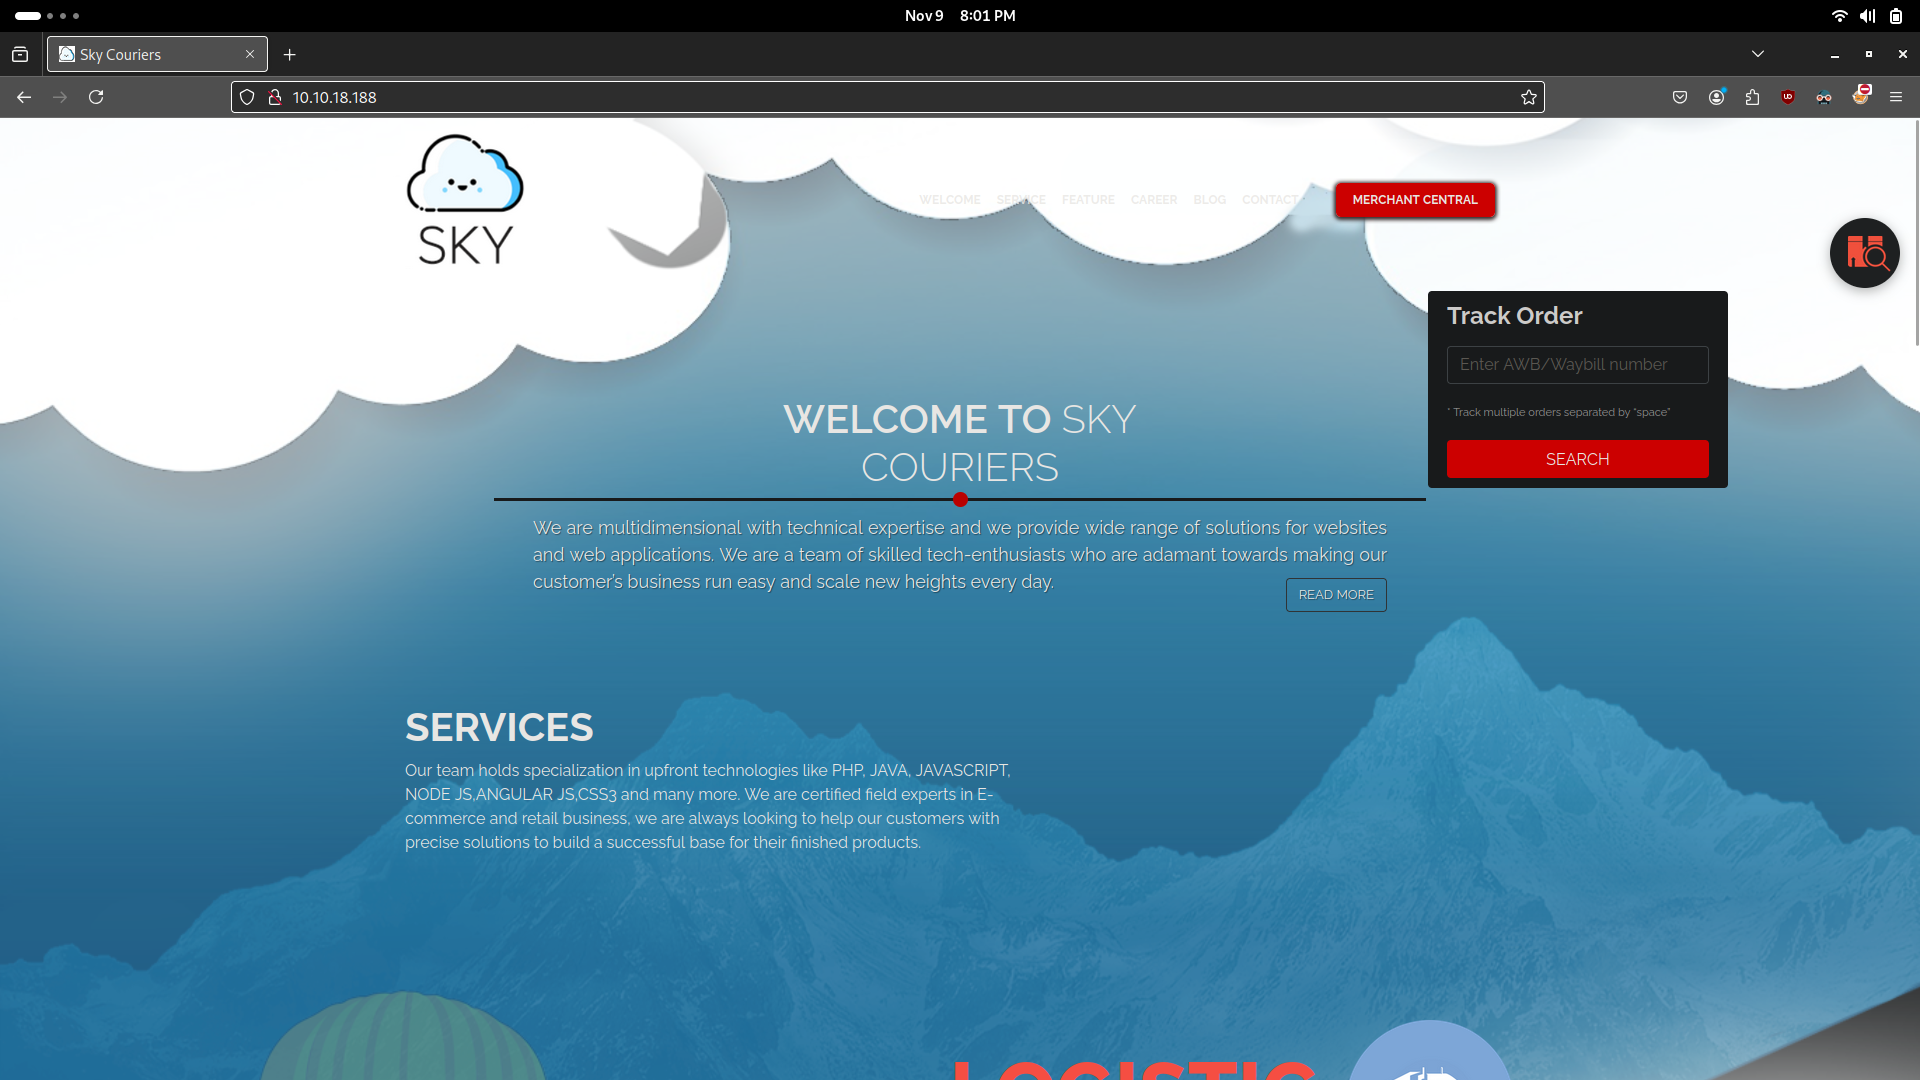 Nov 9 8:01 PM
Sky Couriers
10.10.18.188
SKY
WELCOME SERVICE FEATURE CAREER BLOG CONTACT MERCHANT CENTRAL
Track Order
Enter AWB/Waybill number
* Track multiple orders separated by “space”
SEARCH
WELCOME TO SKY
COURIERS
We are multidimensional with technical expertise and we provide wide range of solutions for websites
and web applications. We are a team of skilled tech-enthusiasts who are adamant towards making our
customer’s business run easy and scale new heights every day.
READ MORE
SERVICES
Our team holds specialization in upfront technologies like PHP, JAVA, JAVASCRIPT,
NODE JS,ANGULAR JS,CSS3 and many more. We are certified field experts in E-
commerce and retail business, we are always looking to help our customers with
precise solutions to build a successful base for their finished products.
LOGISTIC